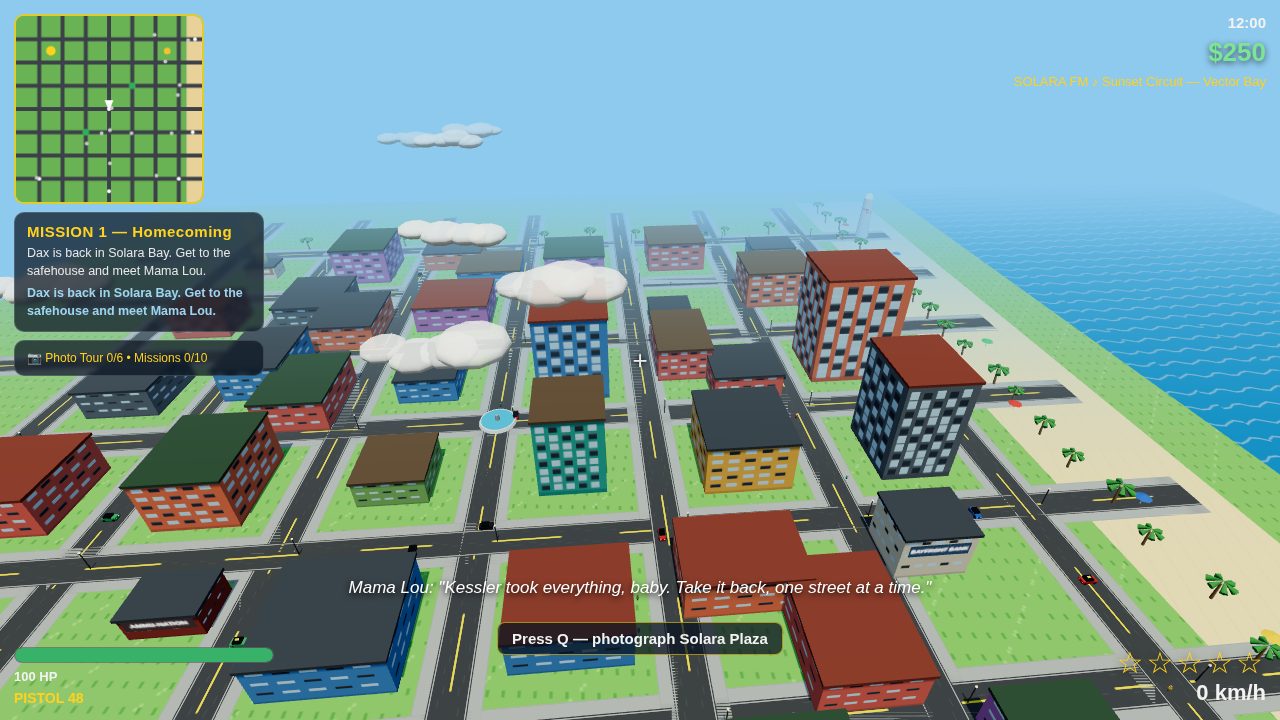 12:00
$250
SOLARA FM ♪ Sunset Circuit — Vector Bay
MISSION 1 — Homecoming
Dax is back in Solara Bay. Get to the
safehouse and meet Mama Lou.
Dax is back in Solara Bay. Get to the
safehouse and meet Mama Lou.
📷 Photo Tour 0/6 • Missions 0/10
Mama Lou: "Kessler took everything, baby. Take it back, one street at a time."
Press Q — photograph Solara Plaza
100 HP
PISTOL 48
☆ ☆ ☆ ☆ ☆
0 km/h